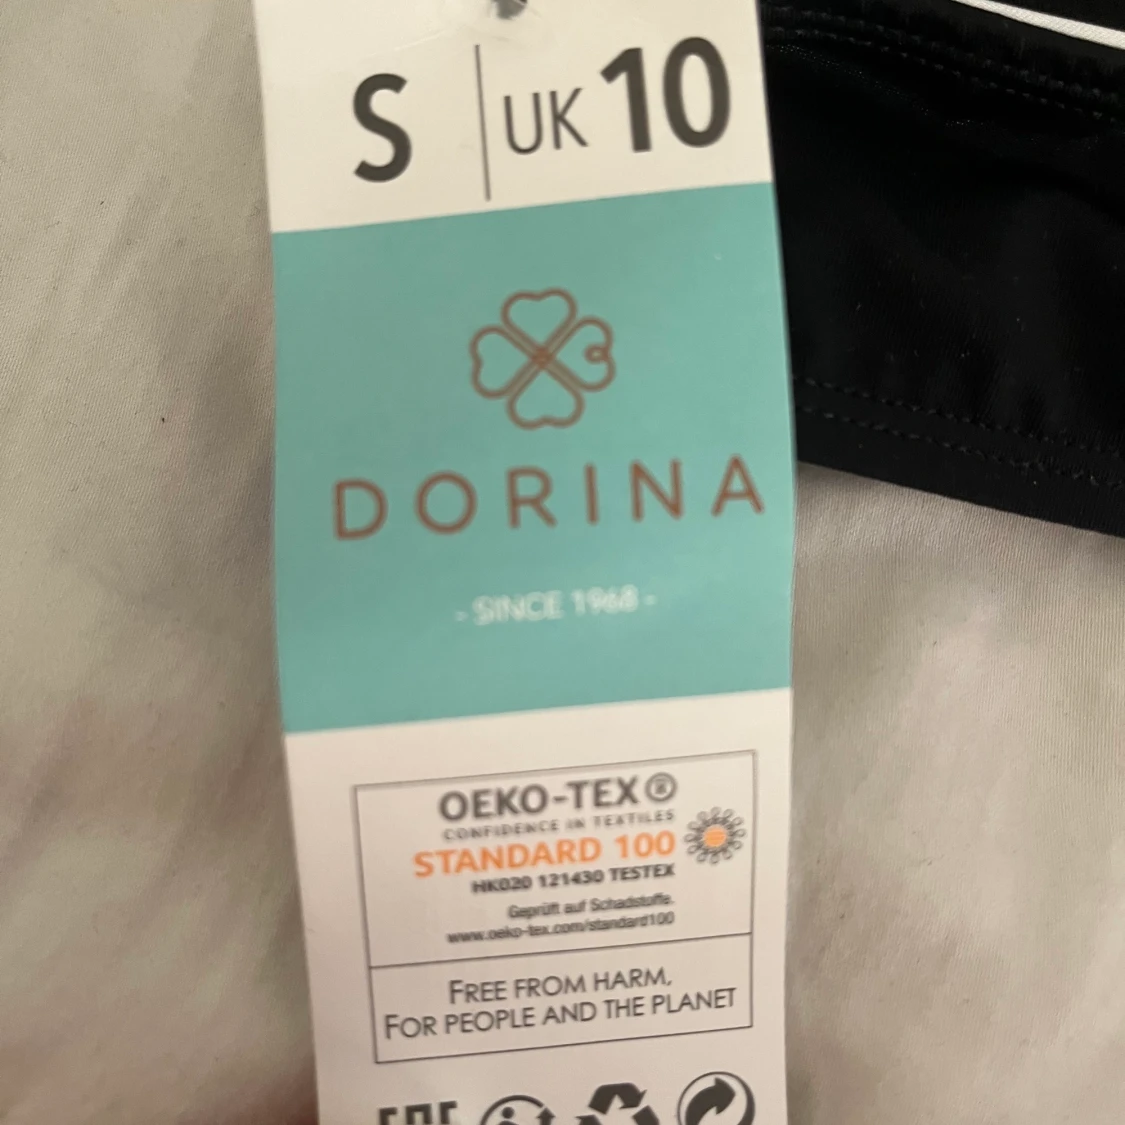 S | UK 10
DORINA
- SINCE 1968 -
OEKO-TEX®
CONFIDENCE IN TEXTILES
STANDARD 100
HK020 121430 TESTEX
Geprüft auf Schadstoffe.
www.oeko-tex.com/standard100
FREE FROM HARM,
FOR PEOPLE AND THE PLANET
EAC